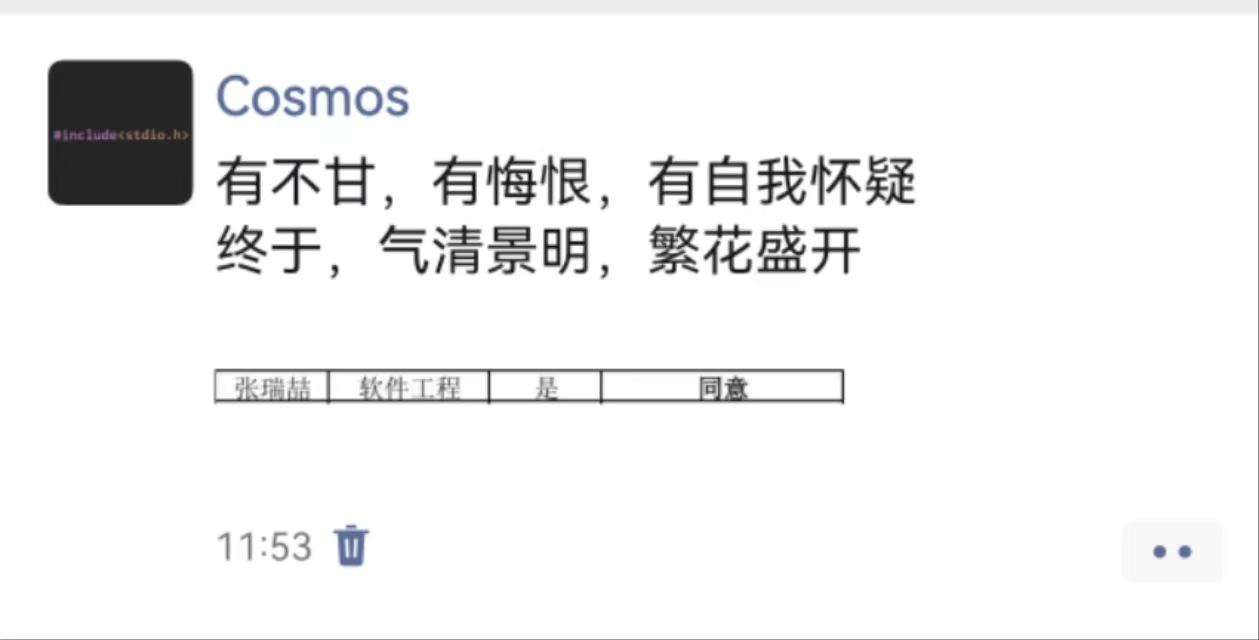 #include<stdio.h>
Cosmos
有不甘，有悔恨，有自我怀疑
终于，气清景明，繁花盛开
张瑞喆 软件工程 是 同意
11:53